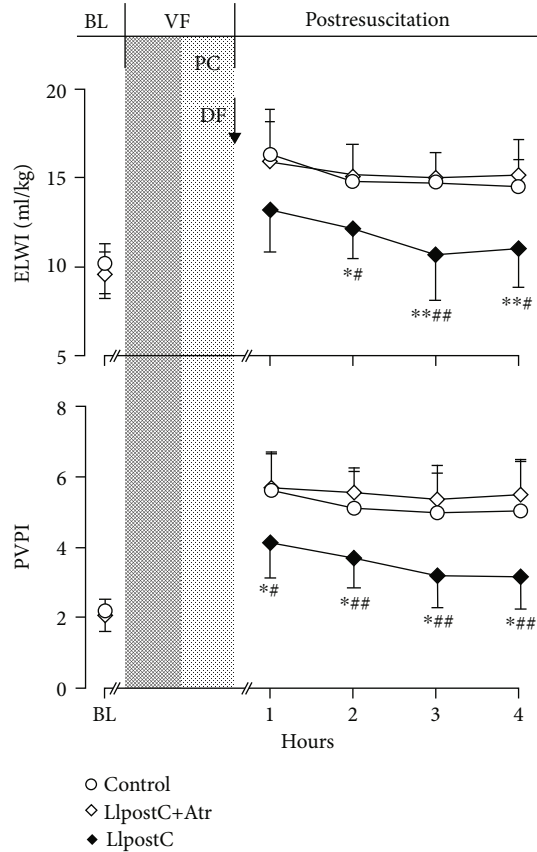 BL VF Postresuscitation
PC
DF
20
15
10
5
ELWI (ml/kg)
*#
**##
**#
8
6
4
2
0
PVPI
*#
*##
*##
*##
BL 1 2 3 4
Hours
Control
LlpostC+Atr
LlpostC